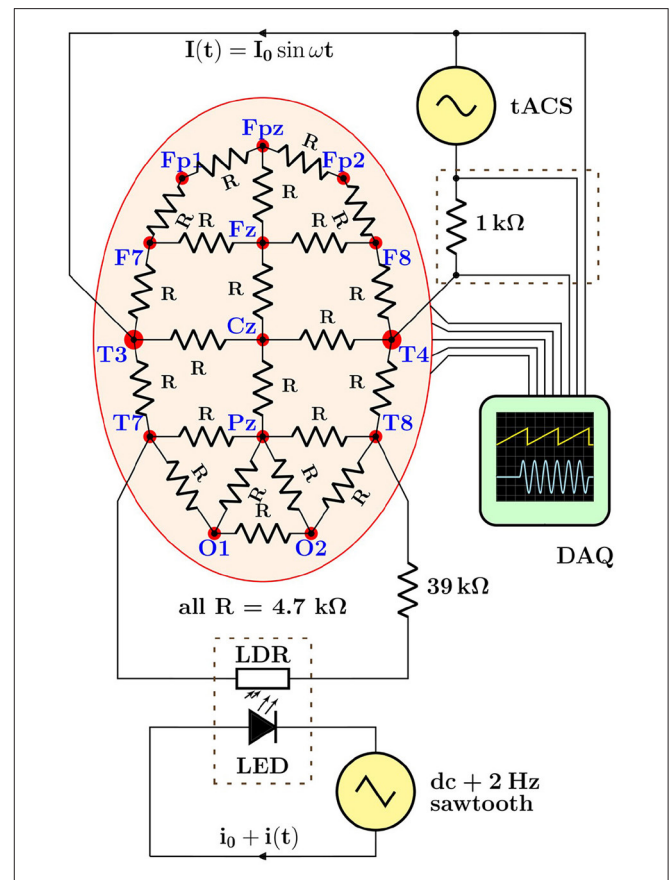 I(t) = I₀ sin ωt
tACS
Fpz
Fp1
Fp2
R
R
R
R
R
1 kΩ
R
Fz
R
F7
F8
R
R
R
Cz
T3
T4
R
R
R
R
R
T7
R
Pz
R
T8
R
R
R
R
R
O1
O2
DAQ
39 kΩ
all R = 4.7 kΩ
LDR
LED
dc + 2 Hz
sawtooth
i₀ + i(t)